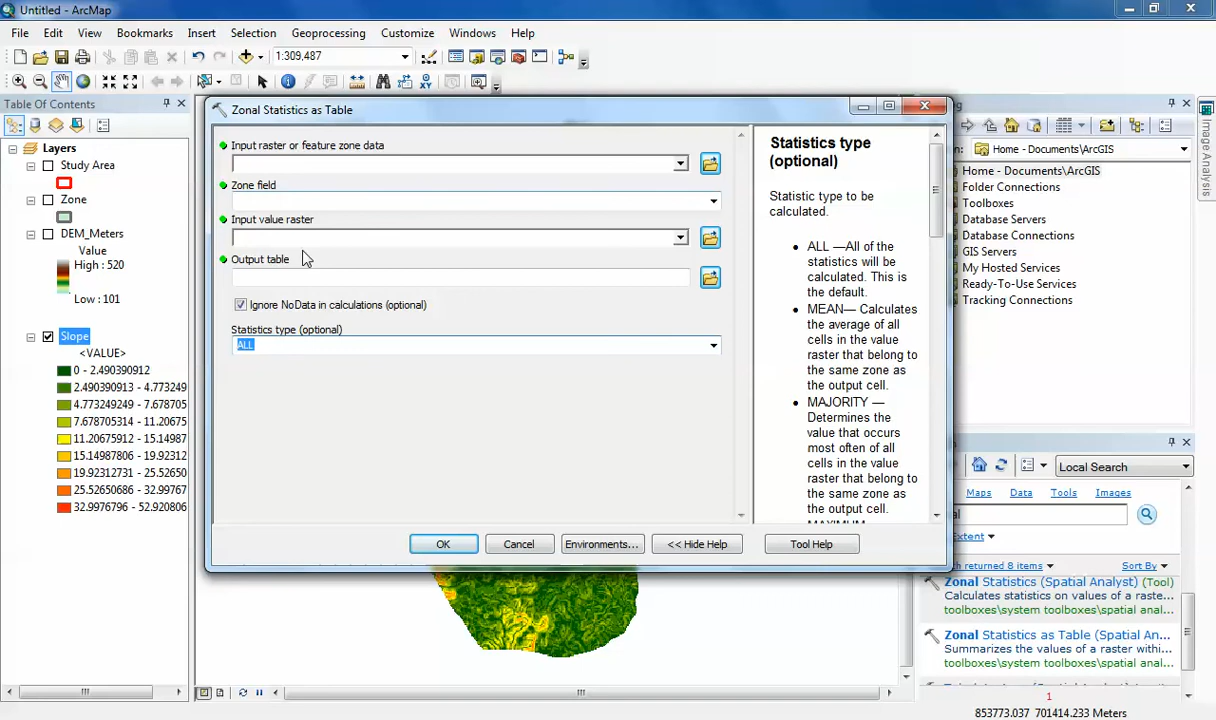 Untitled - ArcMap
File Edit View Bookmarks Insert Selection Geoprocessing Customize Windows Help
1:309,487
Table Of Contents
Layers
Study Area
Zone
DEM_Meters
Value
High : 520
Low : 101
Slope
<VALUE>
0 - 2.490390912
2.490390913 - 4.773249
4.773249249 - 7.678705
7.678705314 - 11.20675
11.20675912 - 15.14987
15.14987901 - 19.92312
19.92312731 - 25.52650
25.52650686 - 32.99767
32.9976796 - 52.920806
Zonal Statistics as Table
Input raster or feature zone data
Zone field
Input value raster
Output table
Ignore NoData in calculations (optional)
Statistics type (optional)
ALL
OK Cancel Environments... << Hide Help Tool Help
Statistics type
(optional)
Statistic type to be
calculated.
ALL —All of the
statistics will be
calculated. This is
the default.
MEAN— Calculates
the average of all
cells in the value
raster that belong to
the same zone as
the output cell.
MAJORITY —
Determines the
value that occurs
most often of all
cells in the value
raster that belong to
the same zone as
the output cell.
Home - Documents\ArcGIS
Home - Documents\ArcGIS
Folder Connections
Toolboxes
Database Servers
Database Connections
GIS Servers
My Hosted Services
Ready-To-Use Services
Tracking Connections
Image Analysis
Local Search
Maps Data Tools Images
al
Extent
returned 8 items Sort By
Zonal Statistics (Spatial Analyst) (Tool)
Calculates statistics on values of a raste...
toolboxes\system toolboxes\spatial anal...
Zonal Statistics as Table (Spatial An...
Summarizes the values of a raster withi...
toolboxes\system toolboxes\spatial anal...
1
853773.037 701414.233 Meters